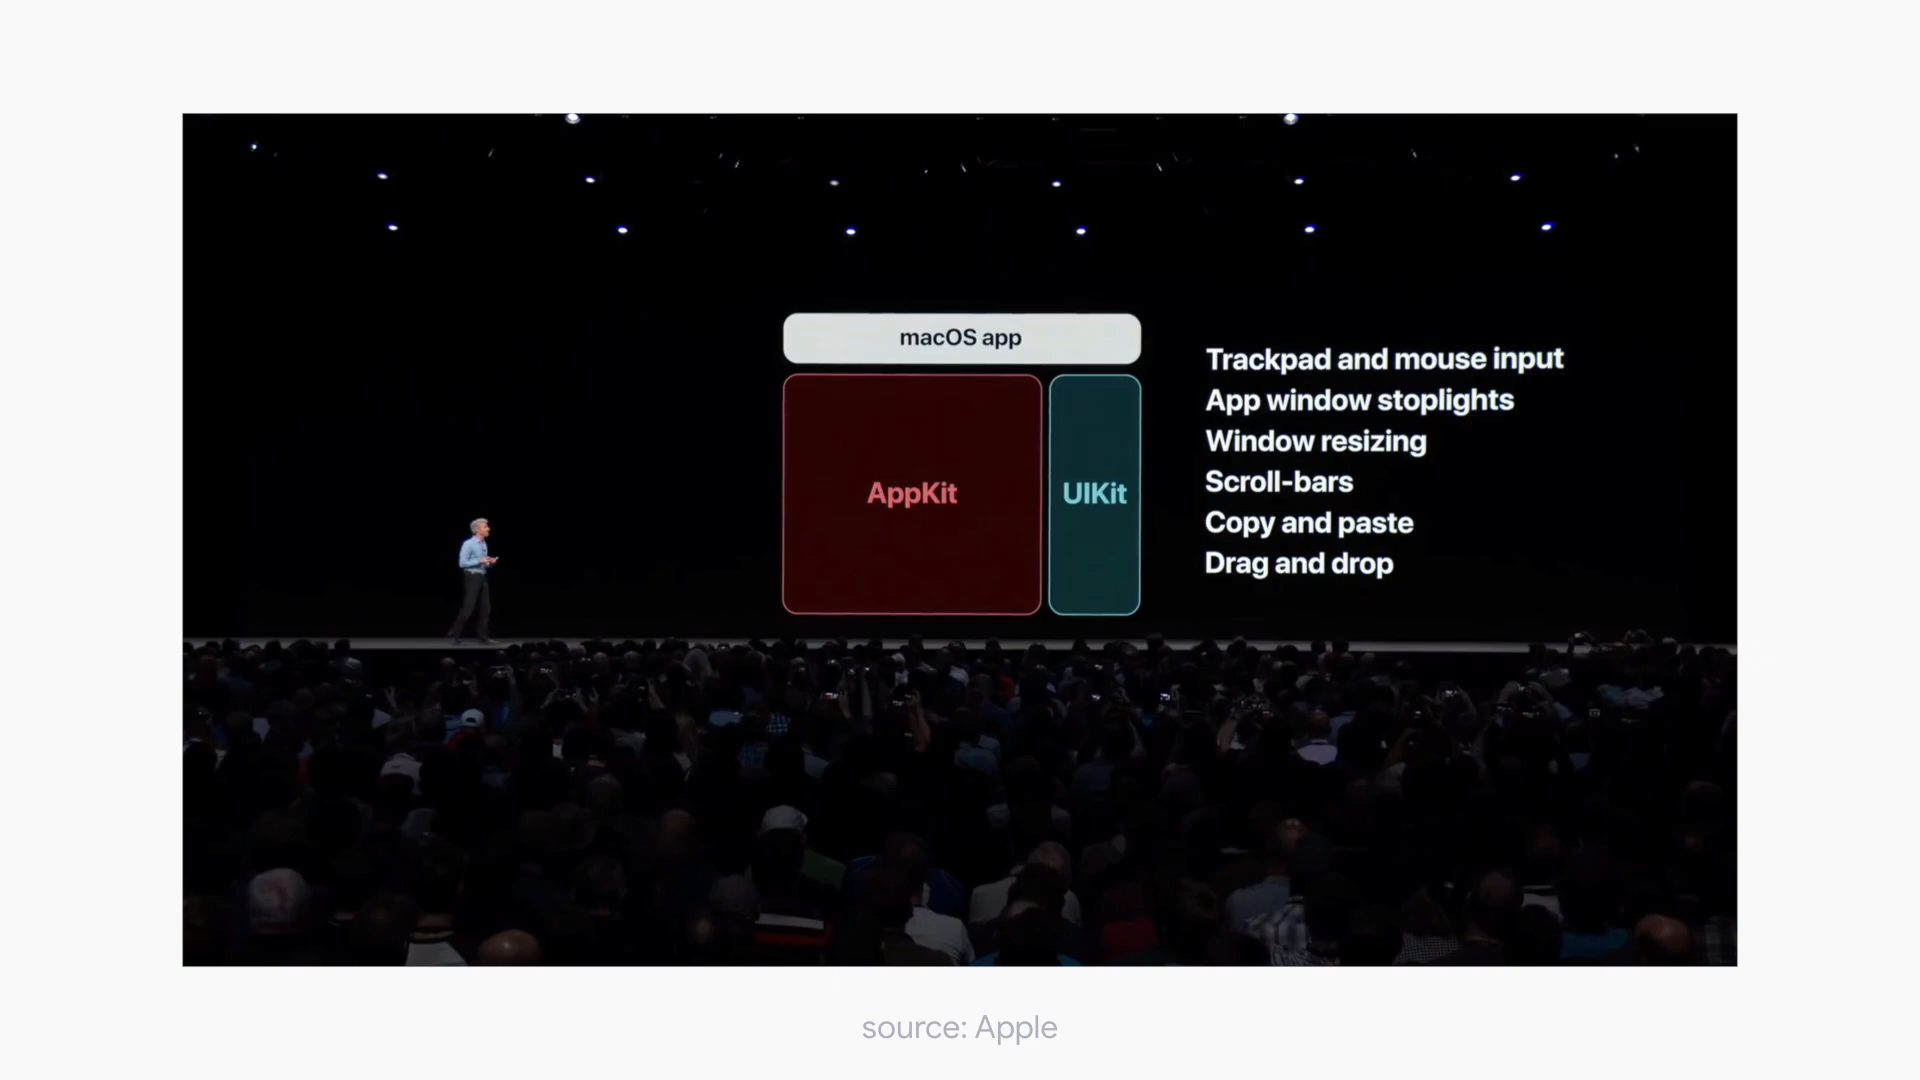 macOS app
AppKit
UIKit
Trackpad and mouse input
App window stoplights
Window resizing
Scroll-bars
Copy and paste
Drag and drop
source: Apple